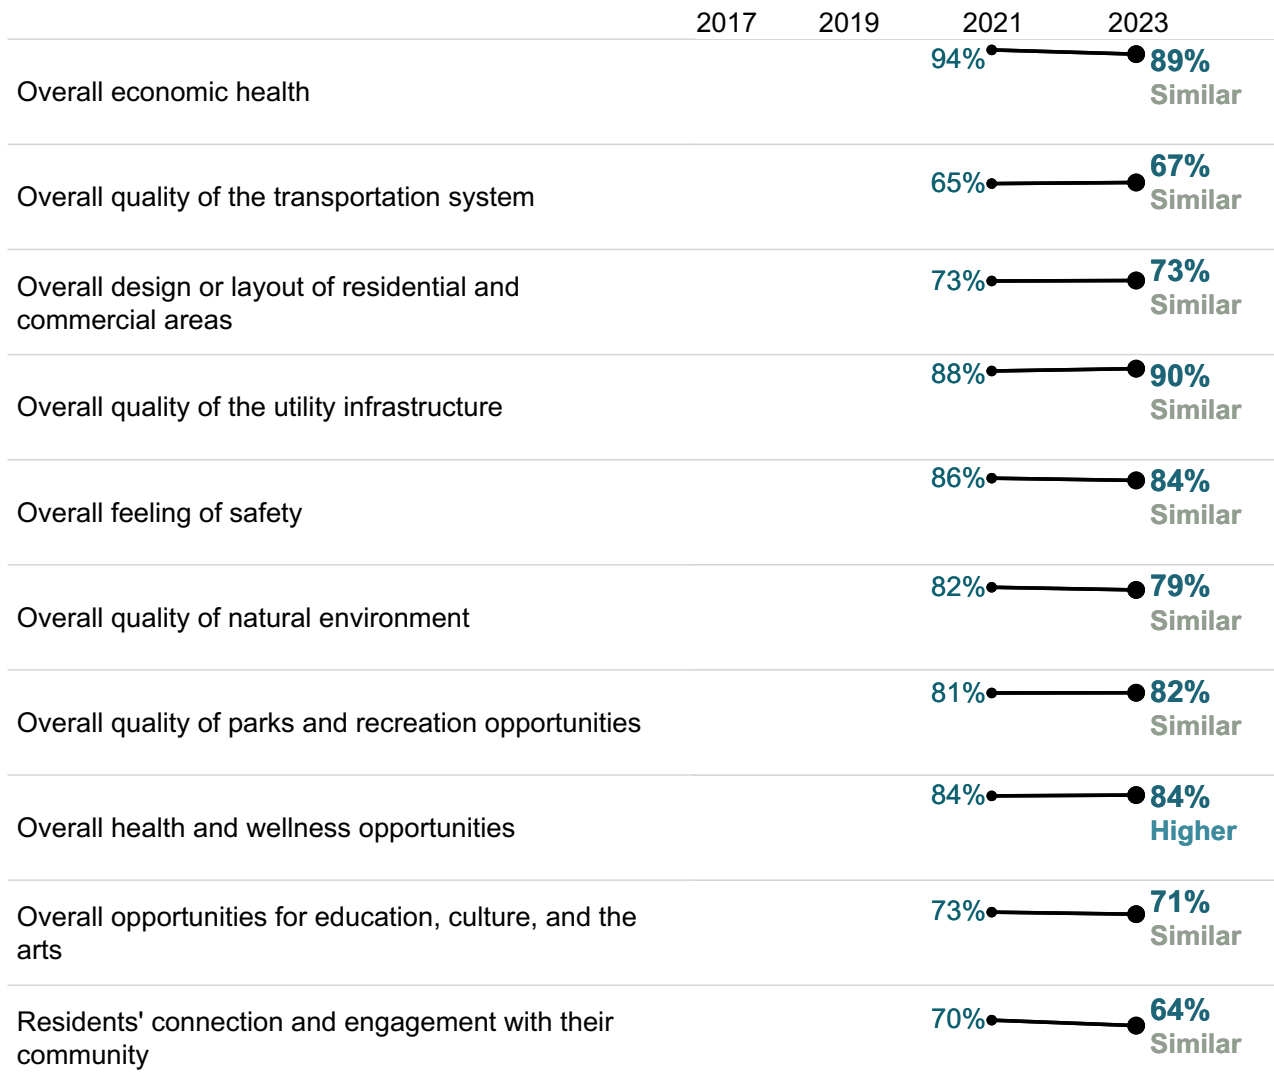 2017 2019 2021 2023
Overall economic health 94% 89%
Similar
Overall quality of the transportation system 65% 67%
Similar
Overall design or layout of residential and
commercial areas 73% 73%
Similar
Overall quality of the utility infrastructure 88% 90%
Similar
Overall feeling of safety 86% 84%
Similar
Overall quality of natural environment 82% 79%
Similar
Overall quality of parks and recreation opportunities 81% 82%
Similar
Overall health and wellness opportunities 84% 84%
Higher
Overall opportunities for education, culture, and the
arts 73% 71%
Similar
Residents' connection and engagement with their
community 70% 64%
Similar